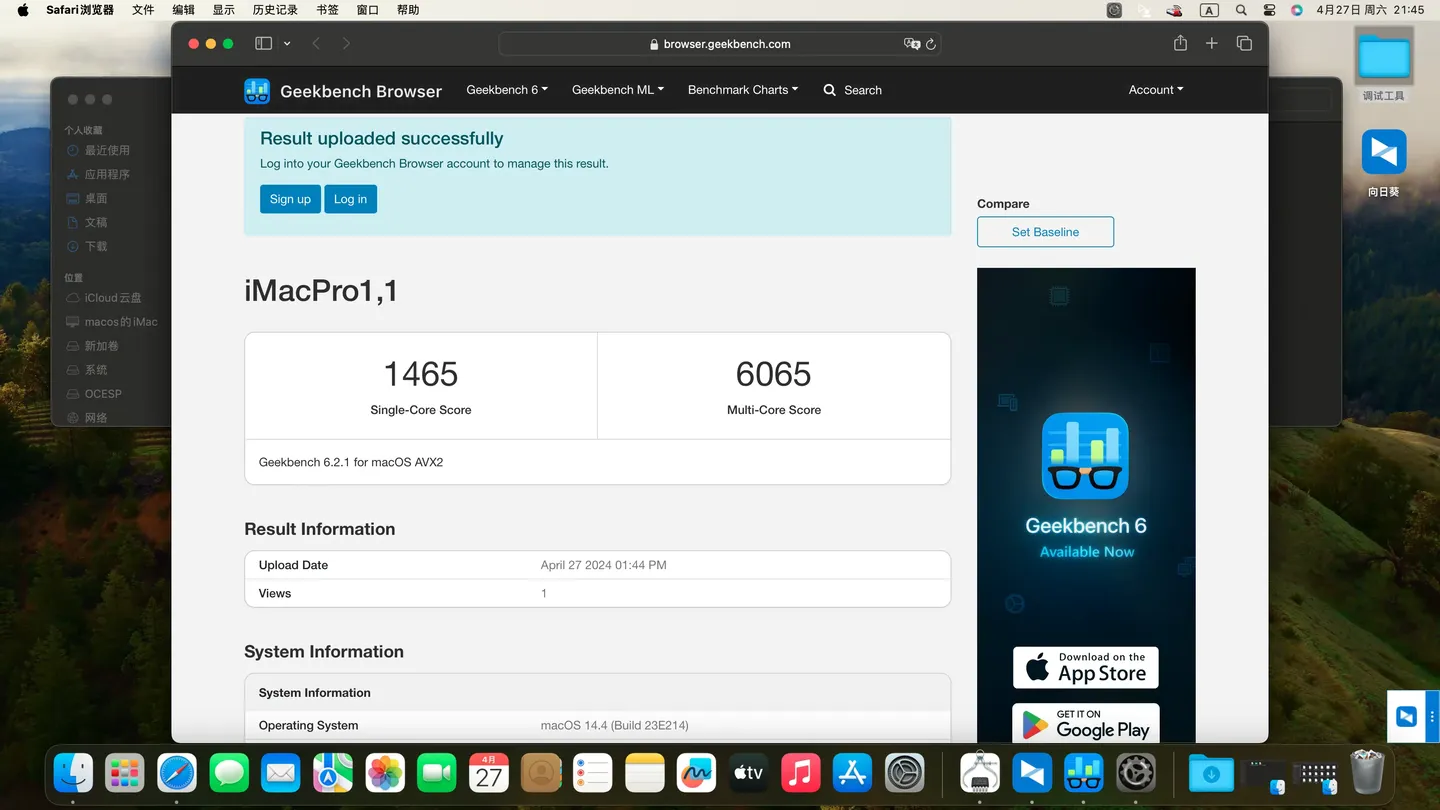 Safari浏览器 文件 编辑 显示 历史记录 书签 窗口 帮助
A
4月27日 周六 21:45
browser.geekbench.com
Geekbench Browser
Geekbench 6
Geekbench ML
Benchmark Charts
Search
Account
个人收藏
最近使用
应用程序
桌面
文稿
下载
位置
iCloud云盘
macos的iMac
新加卷
系统
OCESP
网络
Result uploaded successfully
Log into your Geekbench Browser account to manage this result.
Sign up
Log in
iMacPro1,1
1465
Single-Core Score
6065
Multi-Core Score
Geekbench 6.2.1 for macOS AVX2
Result Information
Upload Date April 27 2024 01:44 PM
Views 1
System Information
System Information
Operating System macOS 14.4 (Build 23E214)
Compare
Set Baseline
Geekbench 6
Available Now
Download on the
App Store
GET IT ON
Google Play
调试工具
向日葵
4月
27
tv